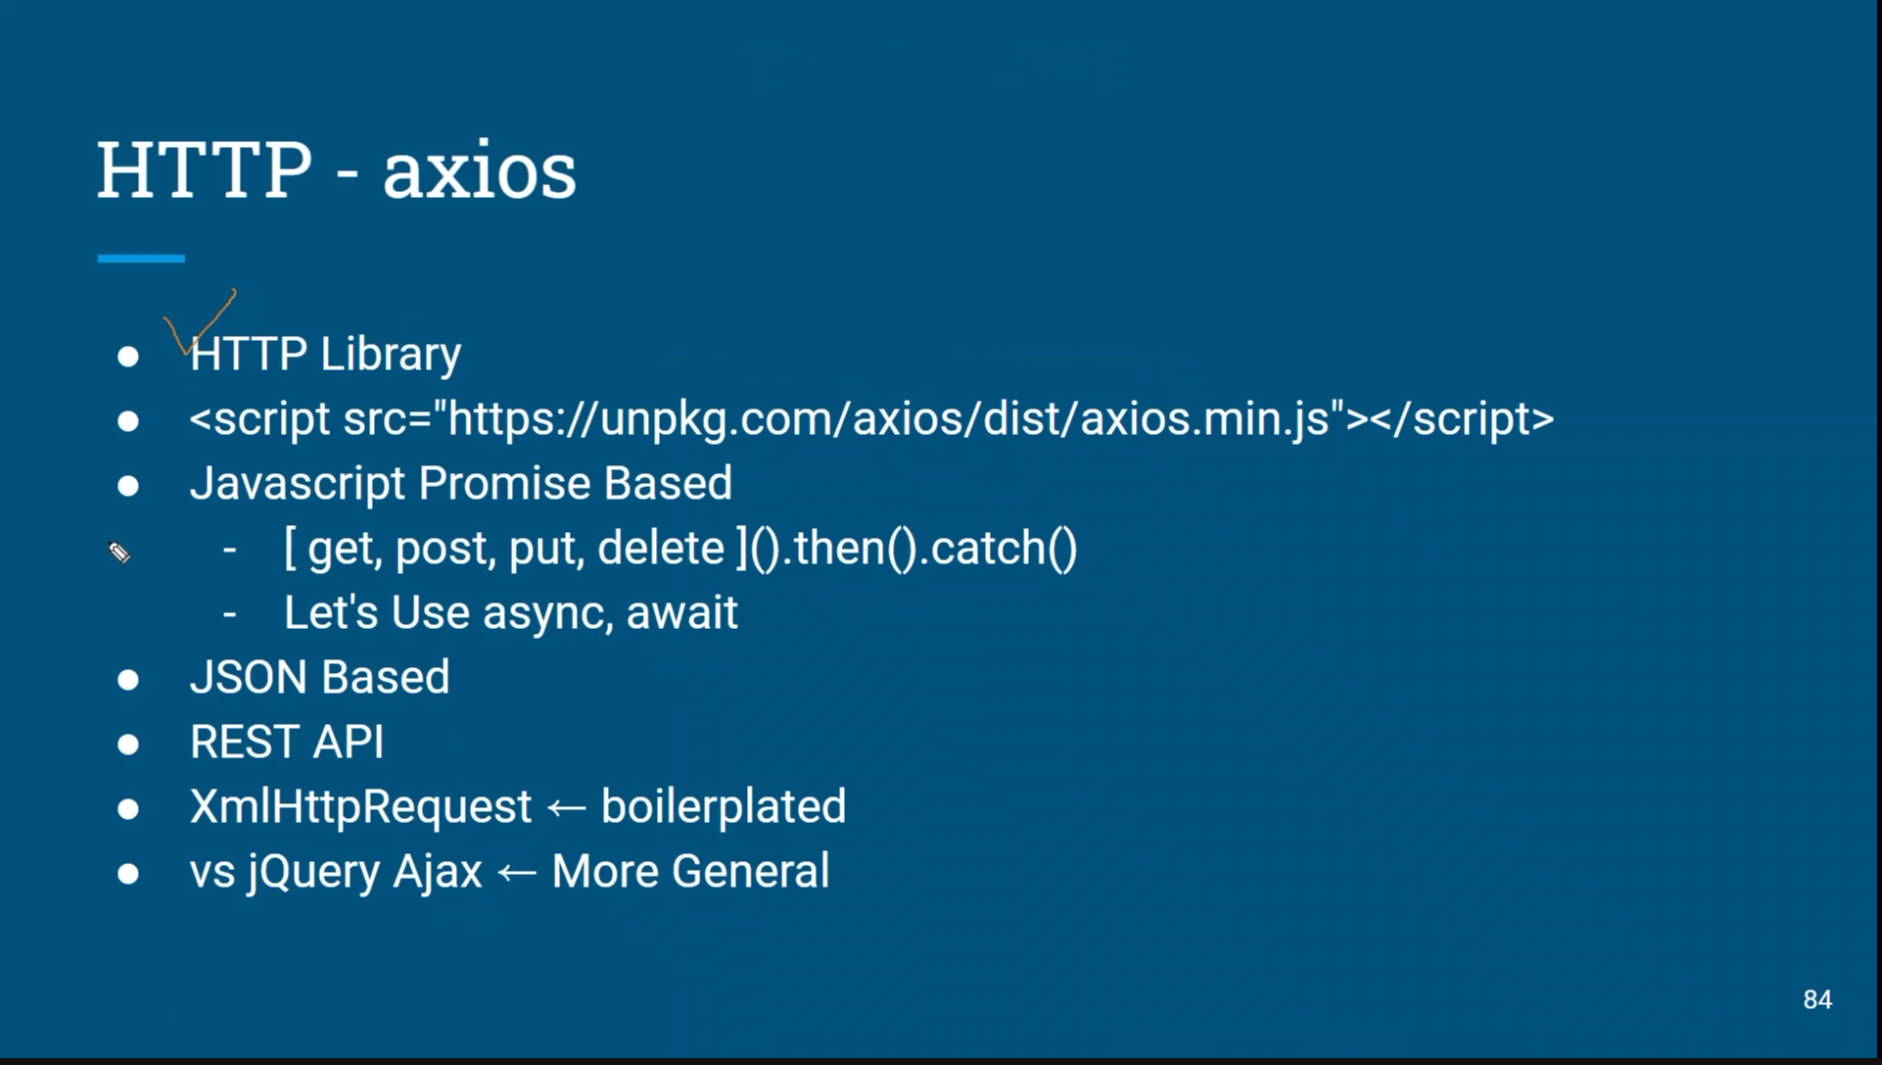 HTTP - axios
● HTTP Library
● <script src="https://unpkg.com/axios/dist/axios.min.js"></script>
● Javascript Promise Based
- [ get, post, put, delete ]().then().catch()
- Let's Use async, await
● JSON Based
● REST API
● XmlHttpRequest ← boilerplated
● vs jQuery Ajax ← More General
84